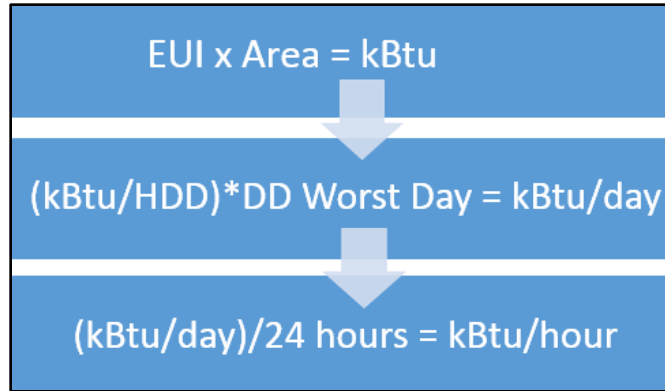 EUI x Area = kBtu
(kBtu/HDD)*DD Worst Day = kBtu/day
(kBtu/day)/24 hours = kBtu/hour